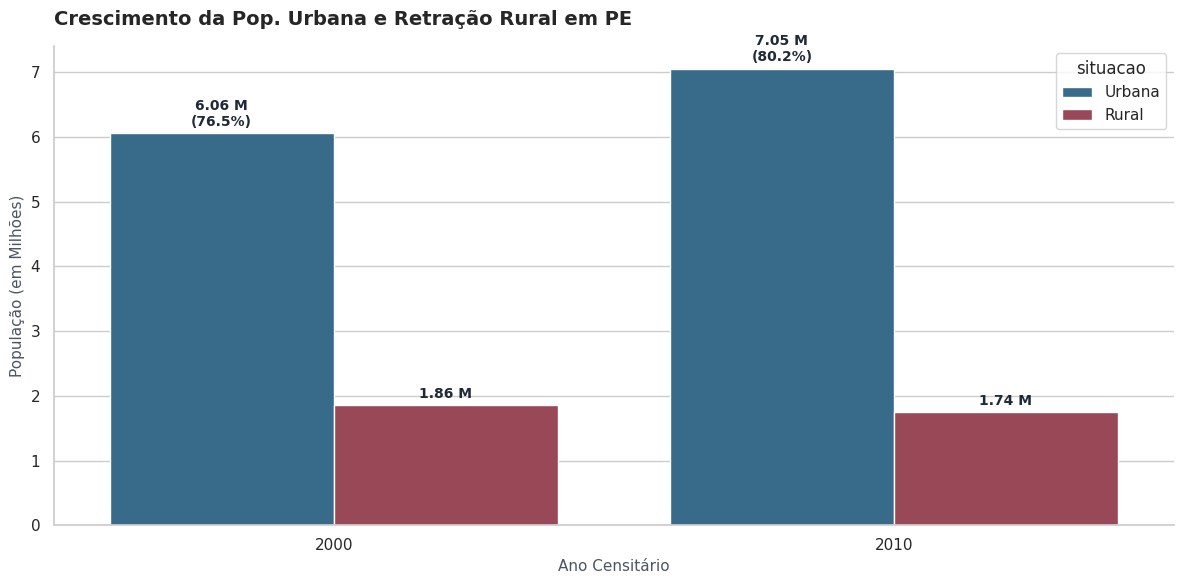 Crescimento da Pop. Urbana e Retração Rural em PE
7.05 M
(80.2%)
situacao
Urbana
Rural
6.06 M
(76.5%)
1.86 M
1.74 M
7
6
5
4
3
2
1
0
População (em Milhões)
2000
2010
Ano Censitário